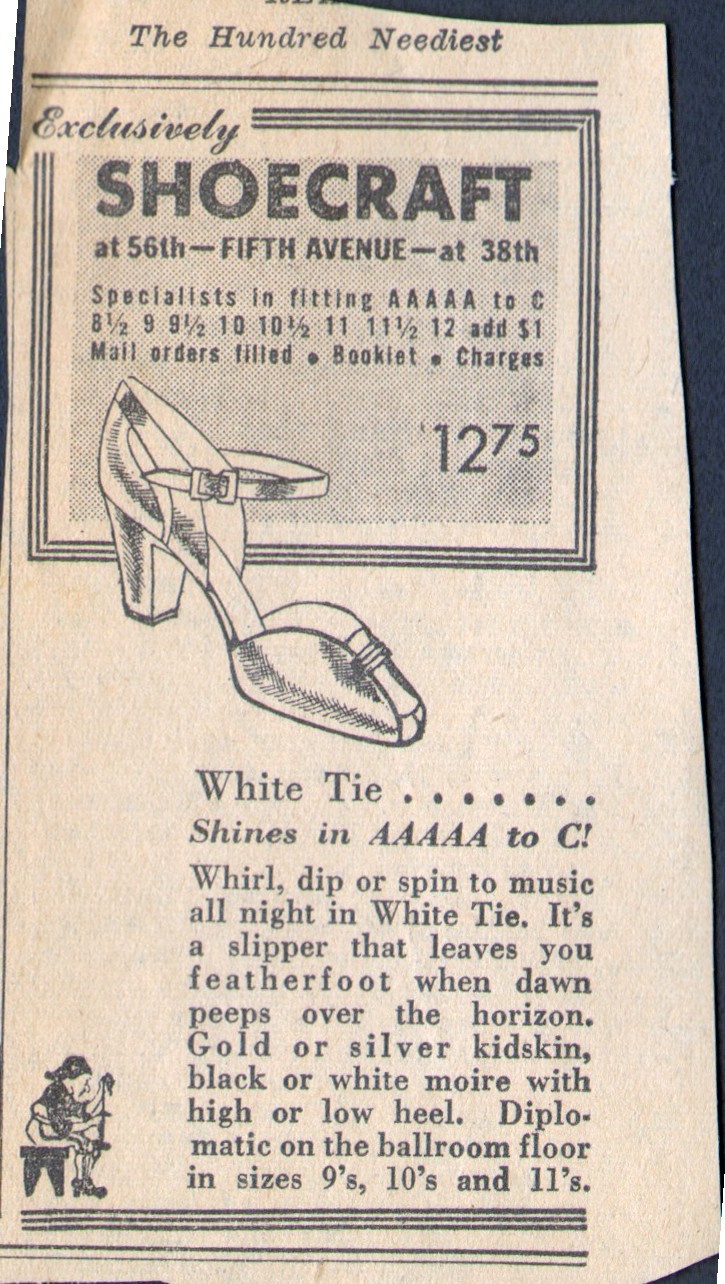 The Hundred Neediest
Exclusively
SHOECRAFT
at 56th—FIFTH AVENUE—at 38th
Specialists in fitting AAAAA to C
8½ 9 9½ 10 10½ 11 11½ 12 add $1
Mail orders filled • Booklet • Charges
$12 75
White Tie . . . . . . .
Shines in AAAAA to C!
Whirl, dip or spin to music
all night in White Tie. It's
a slipper that leaves you
featherfoot when dawn
peeps over the horizon.
Gold or silver kidskin,
black or white moire with
high or low heel. Diplo-
matic on the ballroom floor
in sizes 9's, 10's and 11's.